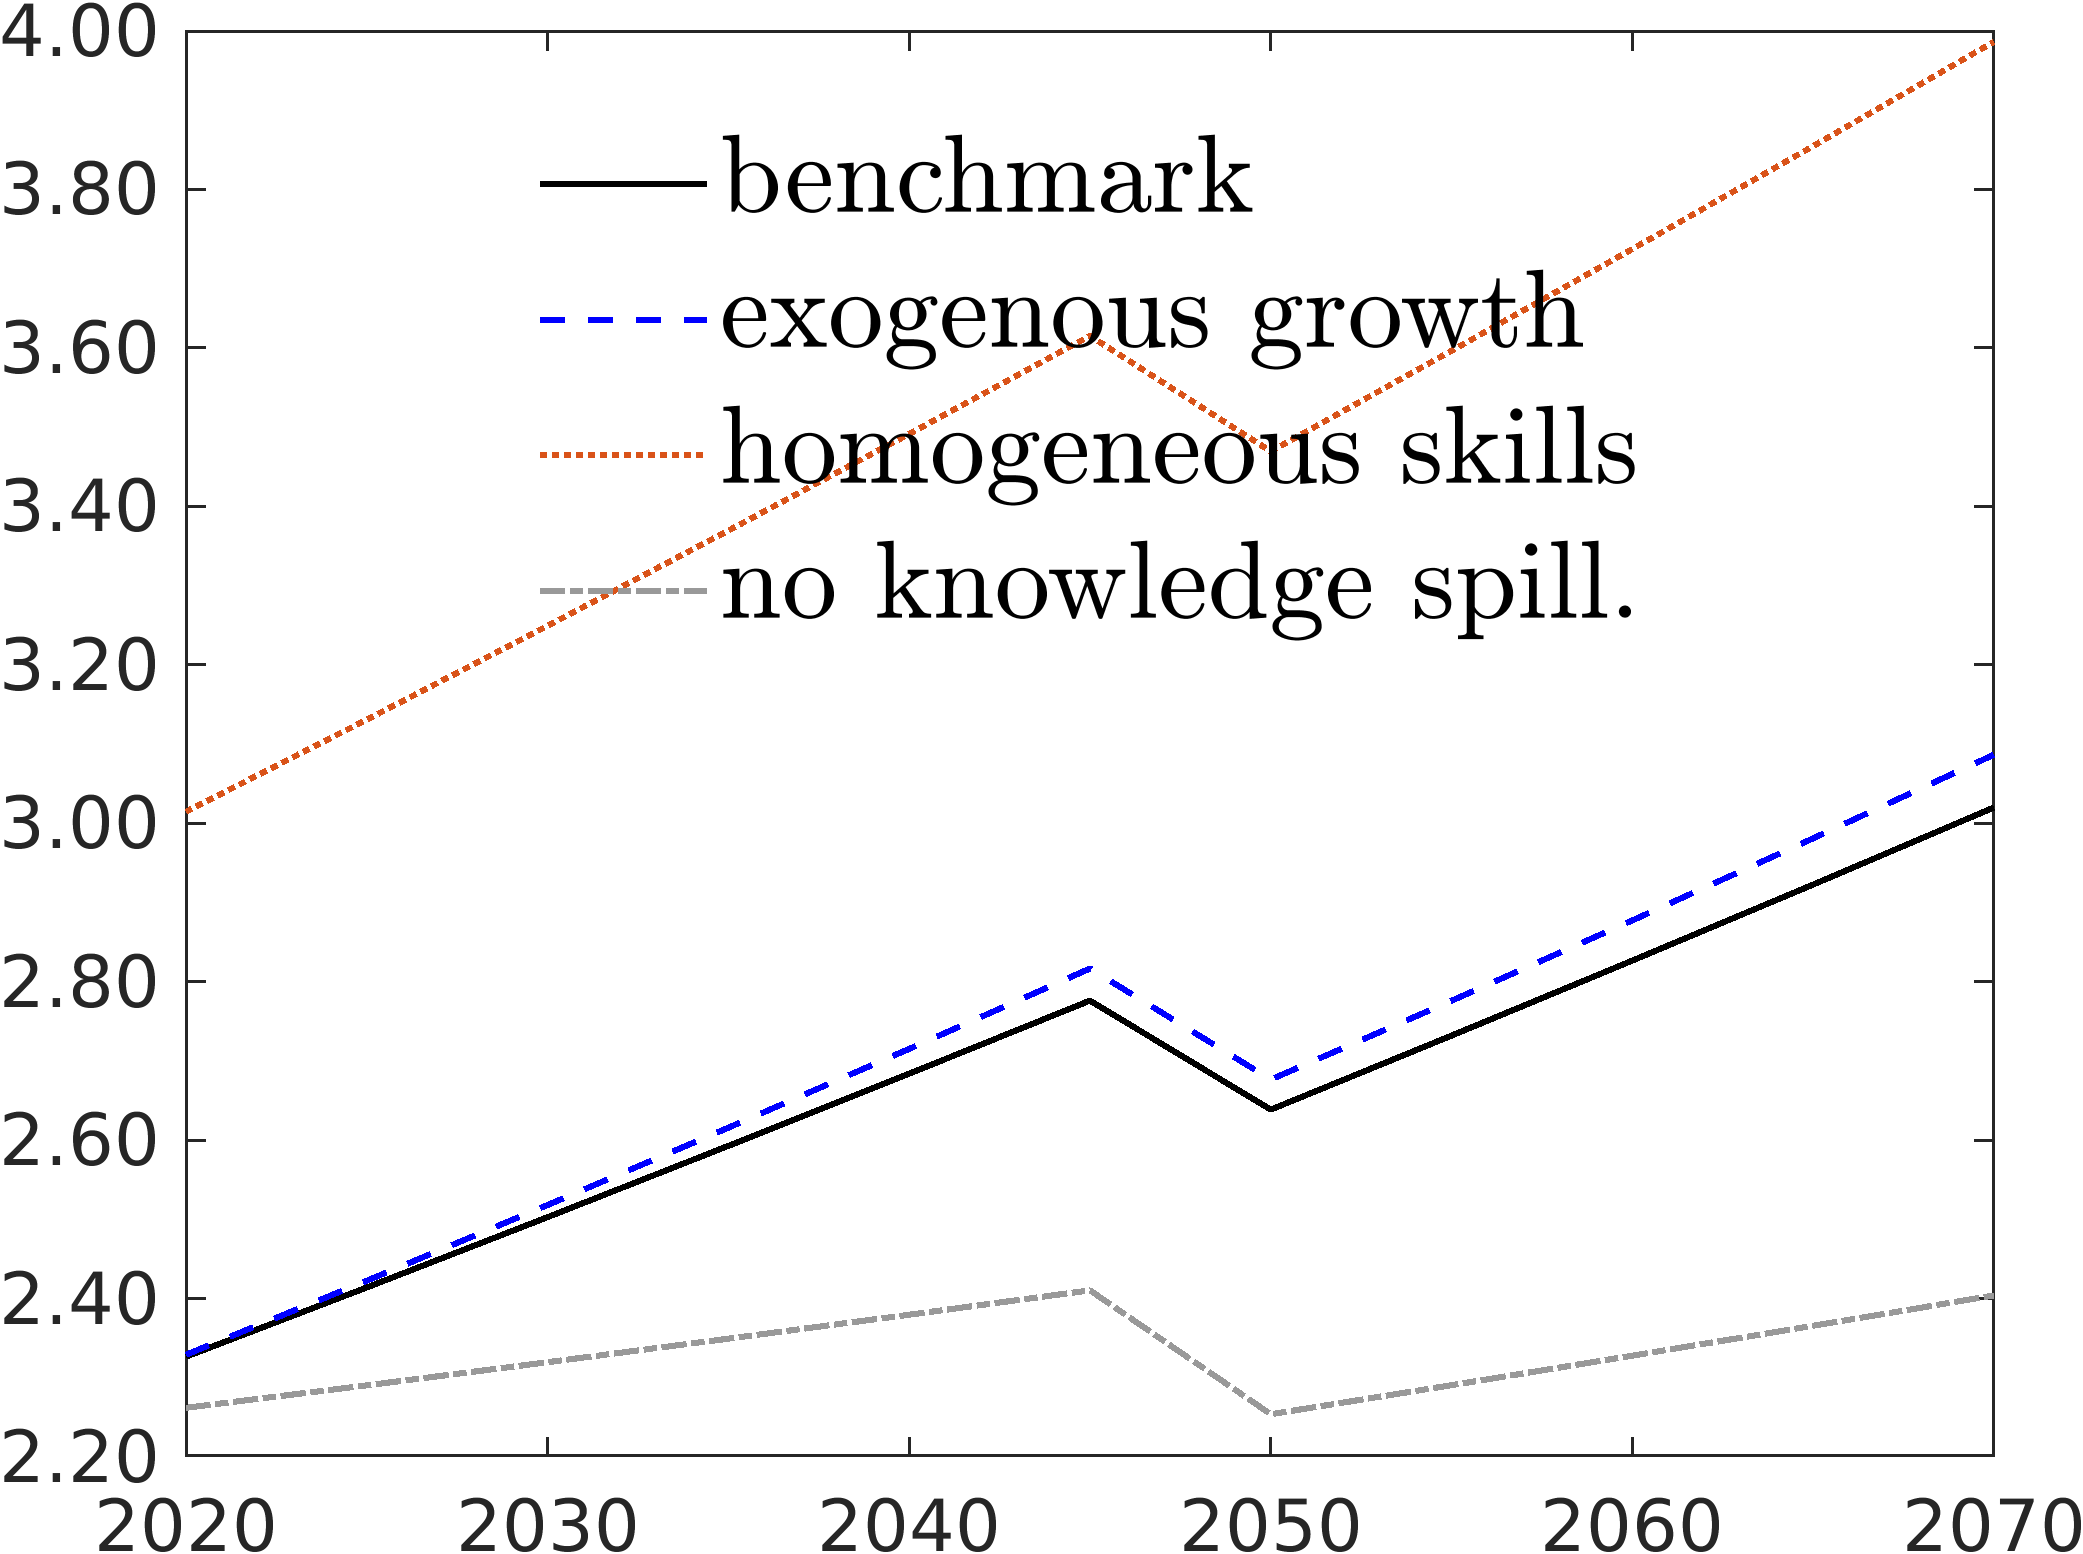 4.00
3.80
3.60
3.40
3.20
3.00
2.80
2.60
2.40
2.20
benchmark
exogenous growth
homogeneous skills
no knowledge spill.
2020 2030 2040 2050 2060 2070